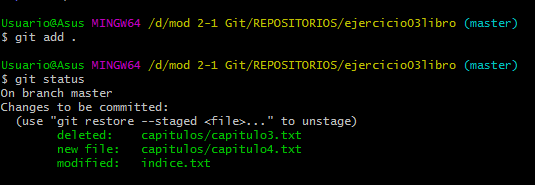 Usuario@Asus MINGW64 /d/mod 2-1 Git/REPOSITORIOS/ejercicio03libro (master)
$ git add .
Usuario@Asus MINGW64 /d/mod 2-1 Git/REPOSITORIOS/ejercicio03libro (master)
$ git status
On branch master
Changes to be committed:
  (use "git restore --staged <file>..." to unstage)
        deleted:    capitulos/capitulo3.txt
        new file:   capitulos/capitulo4.txt
        modified:   indice.txt